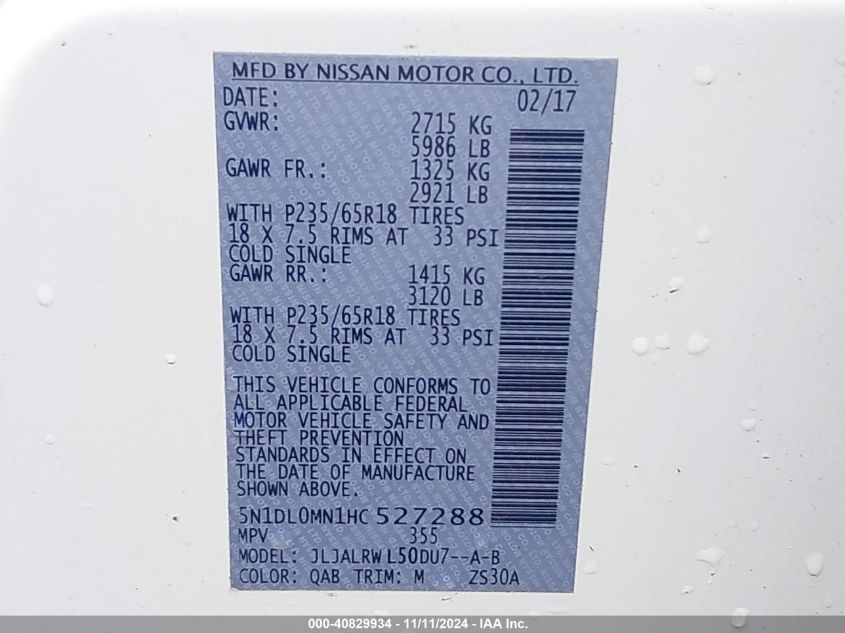 MFD BY NISSAN MOTOR CO., LTD.
DATE: 02/17
GVWR: 2715 KG
5986 LB
GAWR FR.: 1325 KG
2921 LB
WITH P235/65R18 TIRES
18 X 7.5 RIMS AT 33 PSI
COLD SINGLE
GAWR RR.: 1415 KG
3120 LB
WITH P235/65R18 TIRES
18 X 7.5 RIMS AT 33 PSI
COLD SINGLE
THIS VEHICLE CONFORMS TO
ALL APPLICABLE FEDERAL
MOTOR VEHICLE SAFETY AND
THEFT PREVENTION
STANDARDS IN EFFECT ON
THE DATE OF MANUFACTURE
SHOWN ABOVE.
5N1DL0MN1HC527288
MPV 355
MODEL: JLJALRWL50DU7--A-B
COLOR: QAB TRIM: M ZS30A
000-40829934 - 11/11/2024 - IAA Inc.